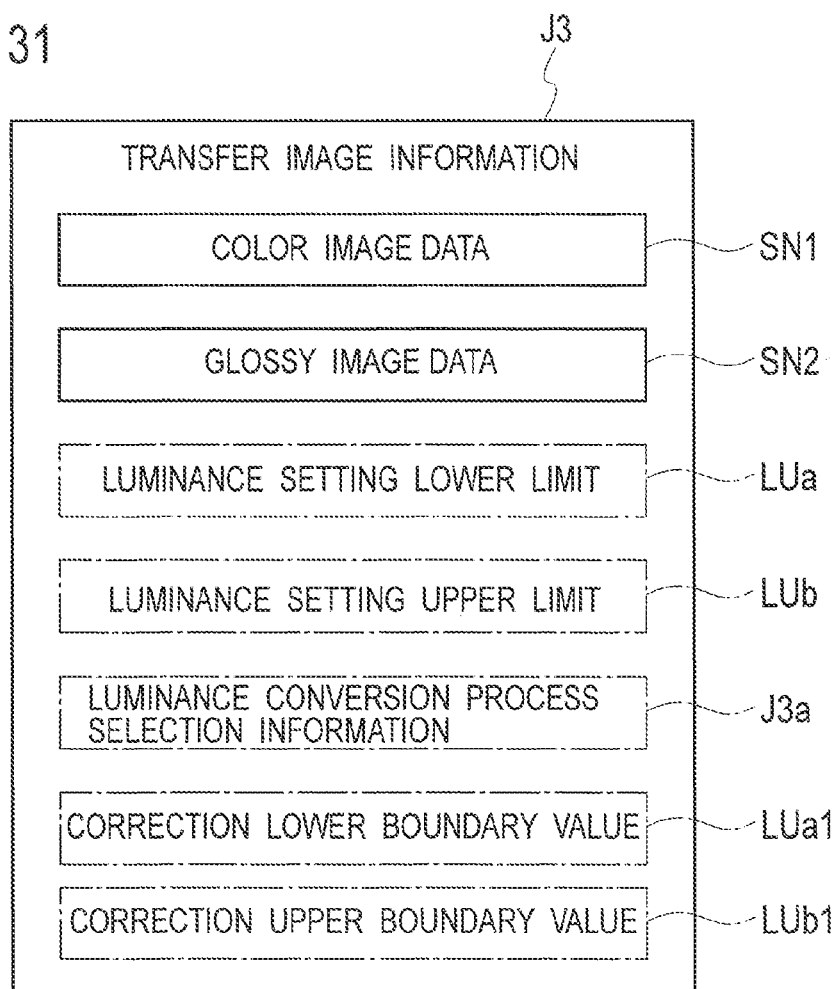 31
J3
TRANSFER IMAGE INFORMATION
COLOR IMAGE DATA SN1
GLOSSY IMAGE DATA SN2
LUMINANCE SETTING LOWER LIMIT LUa
LUMINANCE SETTING UPPER LIMIT LUb
LUMINANCE CONVERSION PROCESS
SELECTION INFORMATION J3a
CORRECTION LOWER BOUNDARY VALUE LUa1
CORRECTION UPPER BOUNDARY VALUE LUb1